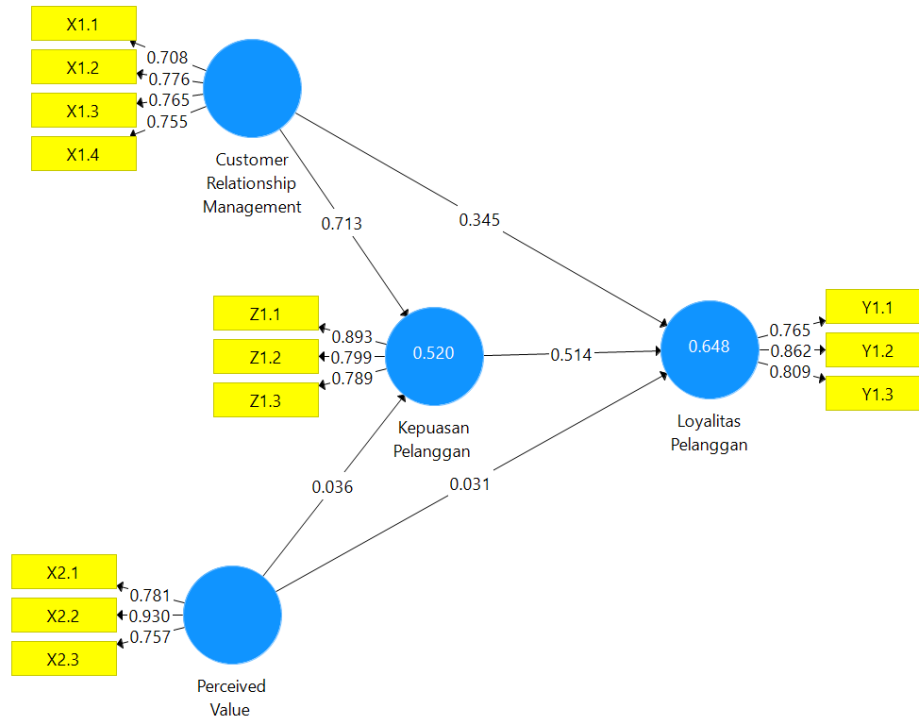 X1.1
X1.2
X1.3
X1.4
0.708
0.776
0.765
0.755
Customer
Relationship
Management
0.713
0.345
Z1.1
Z1.2
Z1.3
0.893
0.799
0.789
0.520
Kepuasan
Pelanggan
0.514
0.648
Loyalitas
Pelanggan
0.765
0.862
0.809
Y1.1
Y1.2
Y1.3
0.036
0.031
X2.1
X2.2
X2.3
0.781
0.930
0.757
Perceived
Value